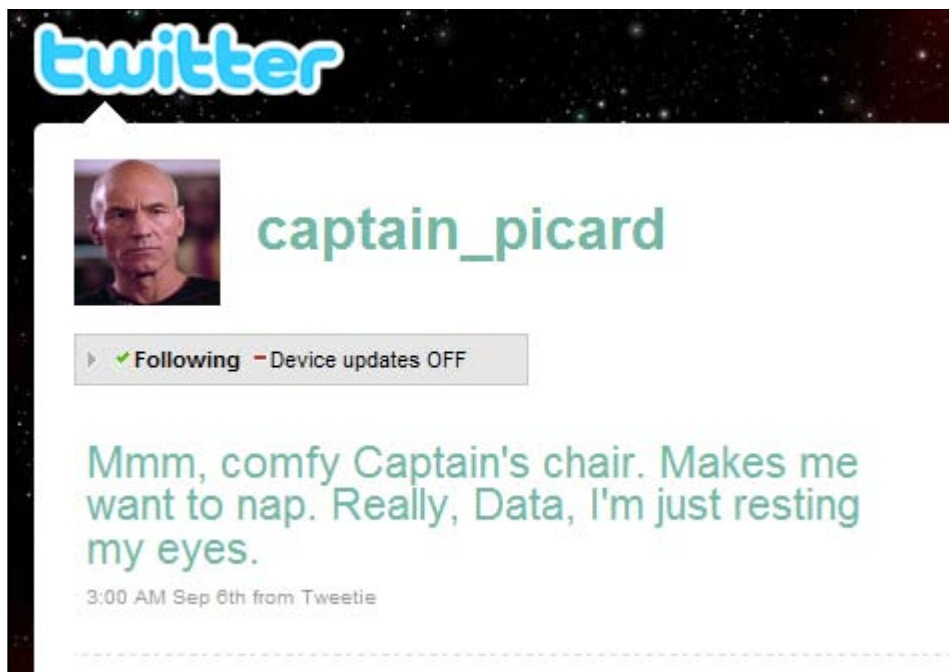 twitter
captain_picard
Following Device updates OFF
Mmm, comfy Captain's chair. Makes me
want to nap. Really, Data, I'm just resting
my eyes.
3:00 AM Sep 6th from Tweetie